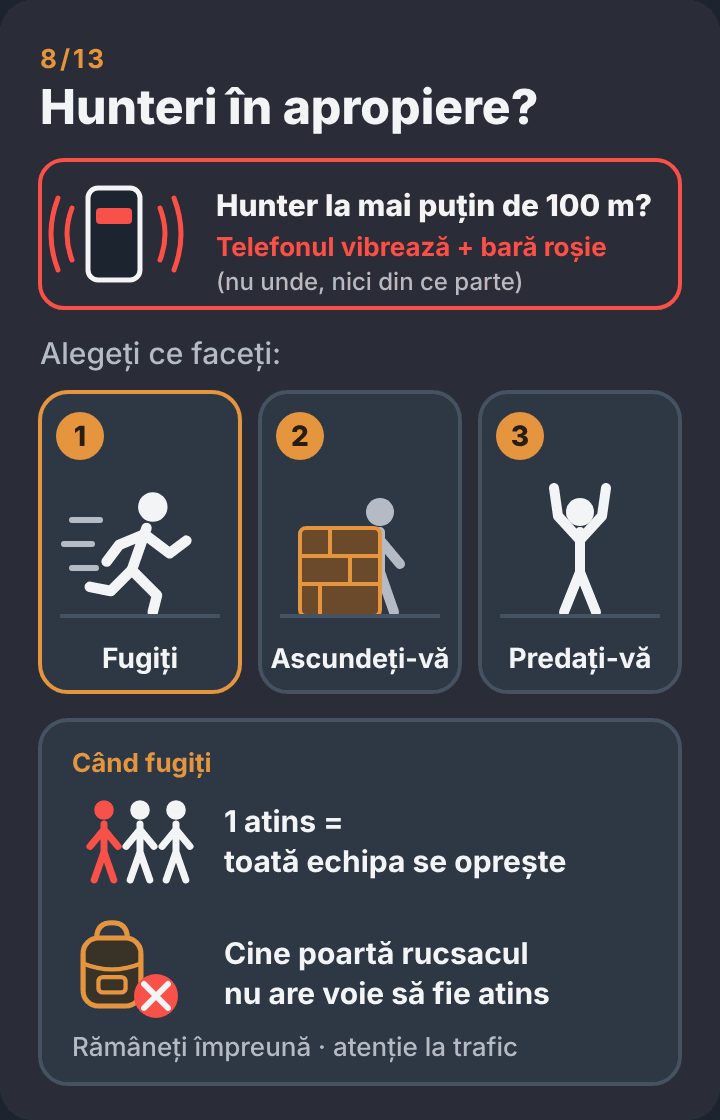 8/13
Hunteri în apropiere?
Hunter la mai puțin de 100 m?
Telefonul vibrează + bară roșie
(nu unde, nici din ce parte)
Alegeți ce faceți:
1
2
3
Fugiți
Ascundeți-vă
Predați-vă
Când fugiți
1 atins =
toată echipa se oprește
Cine poartă rucsacul
nu are voie să fie atins
Rămâneți împreună · atenție la trafic